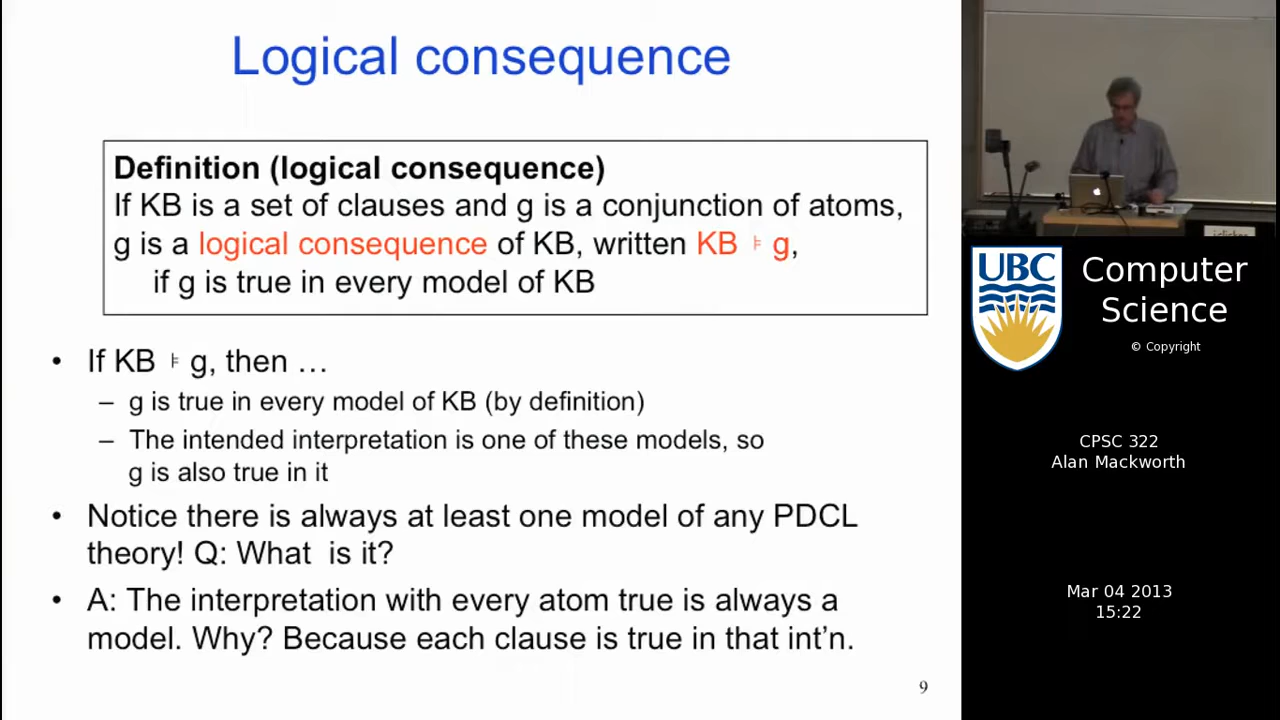 Logical consequence
Definition (logical consequence)
If KB is a set of clauses and g is a conjunction of atoms,
g is a logical consequence of KB, written KB ⊧ g,
if g is true in every model of KB
• If KB ⊧ g, then …
– g is true in every model of KB (by definition)
– The intended interpretation is one of these models, so
g is also true in it
• Notice there is always at least one model of any PDCL
theory! Q: What is it?
• A: The interpretation with every atom true is always a
model. Why? Because each clause is true in that int'n.
9
UBC
Computer
Science
© Copyright
CPSC 322
Alan Mackworth
Mar 04 2013
15:22